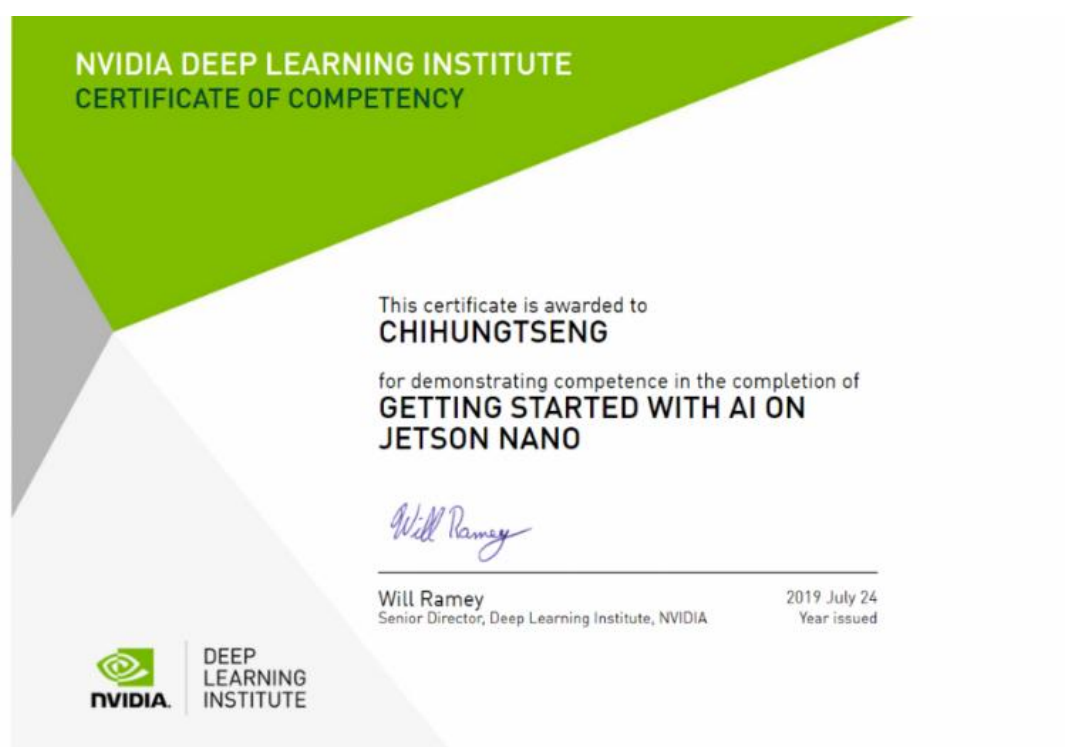 NVIDIA DEEP LEARNING INSTITUTE
CERTIFICATE OF COMPETENCY
This certificate is awarded to
CHIHUNGTSENG
for demonstrating competence in the completion of
GETTING STARTED WITH AI ON
JETSON NANO
Will Ramey
Will Ramey
Senior Director, Deep Learning Institute, NVIDIA
2019 July 24
Year issued
NVIDIA.
DEEP
LEARNING
INSTITUTE